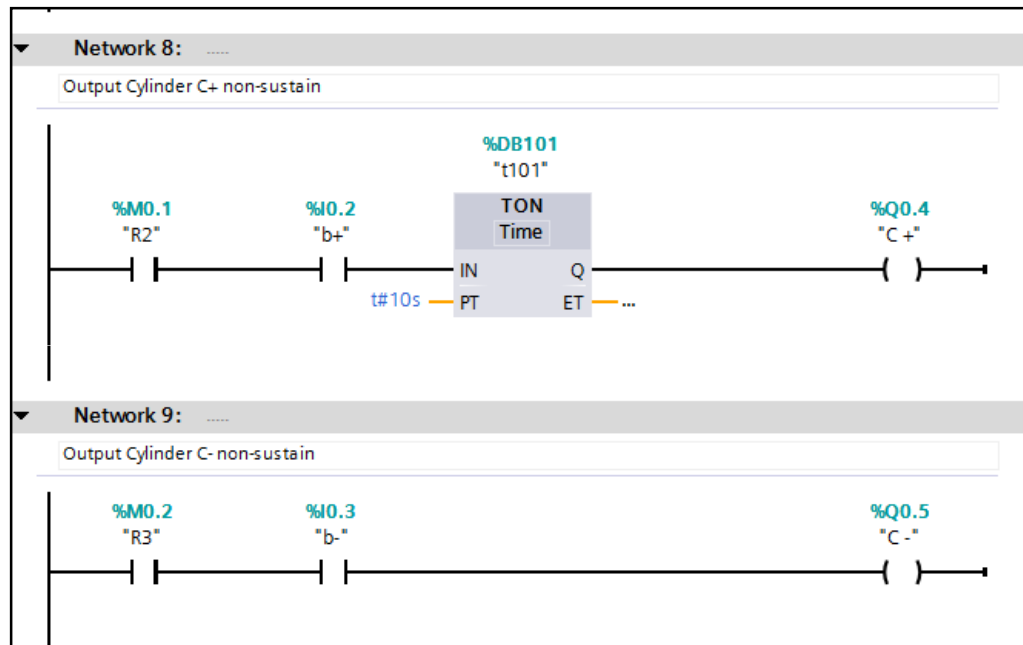 Network 8: .....
Output Cylinder C+ non-sustain
%DB101
"t101"
%M0.1 %I0.2 TON %Q0.4
"R2" "b+" Time "C +"
IN Q
t#10s PT ET ...
Network 9: .....
Output Cylinder C- non-sustain
%M0.2 %I0.3 %Q0.5
"R3" "b-" "C -"